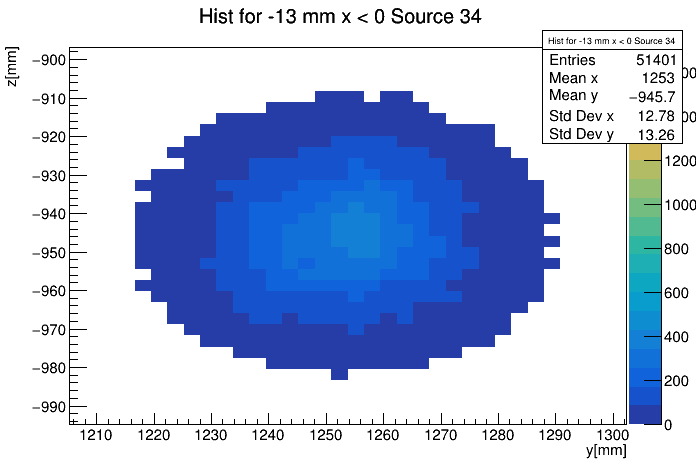 Hist for -13 mm x < 0 Source 34
z[mm]
−900
−910
−920
−930
−940
−950
−960
−970
−980
−990
1210 1220 1230 1240 1250 1260 1270 1280 1290 1300
y[mm]
Hist for -13 mm x < 0 Source 34
Entries 51401
Mean x 1253
Mean y −945.7
Std Dev x 12.78
Std Dev y 13.26
1200
1000
800
600
400
200
0